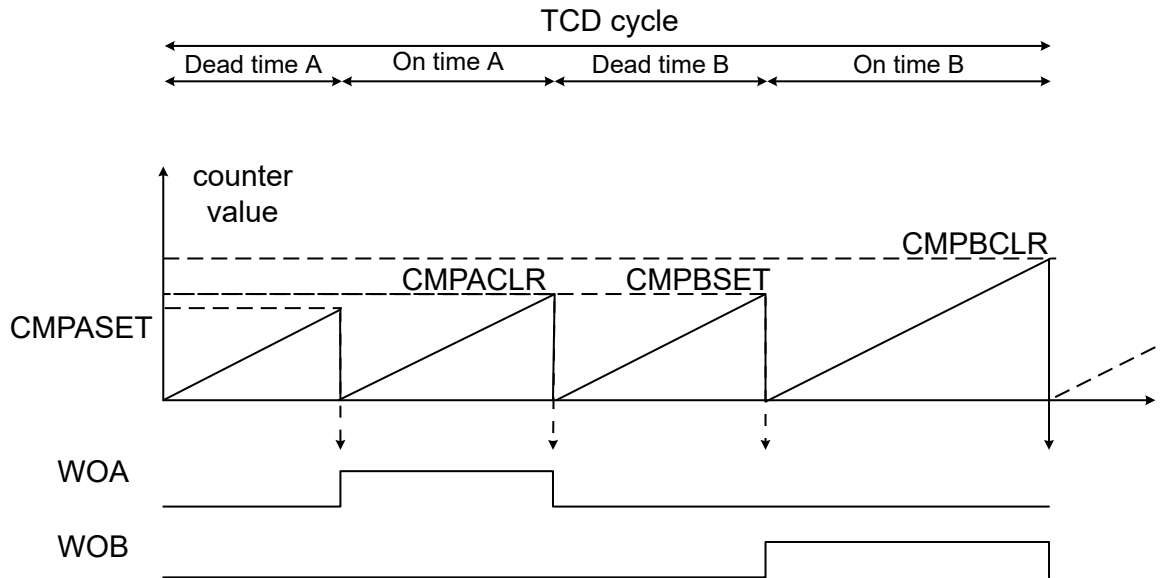 TCD cycle
Dead time A
On time A
Dead time B
On time B
counter
value
CMPBCLR
CMPACLR
CMPBSET
CMPASET
WOA
WOB